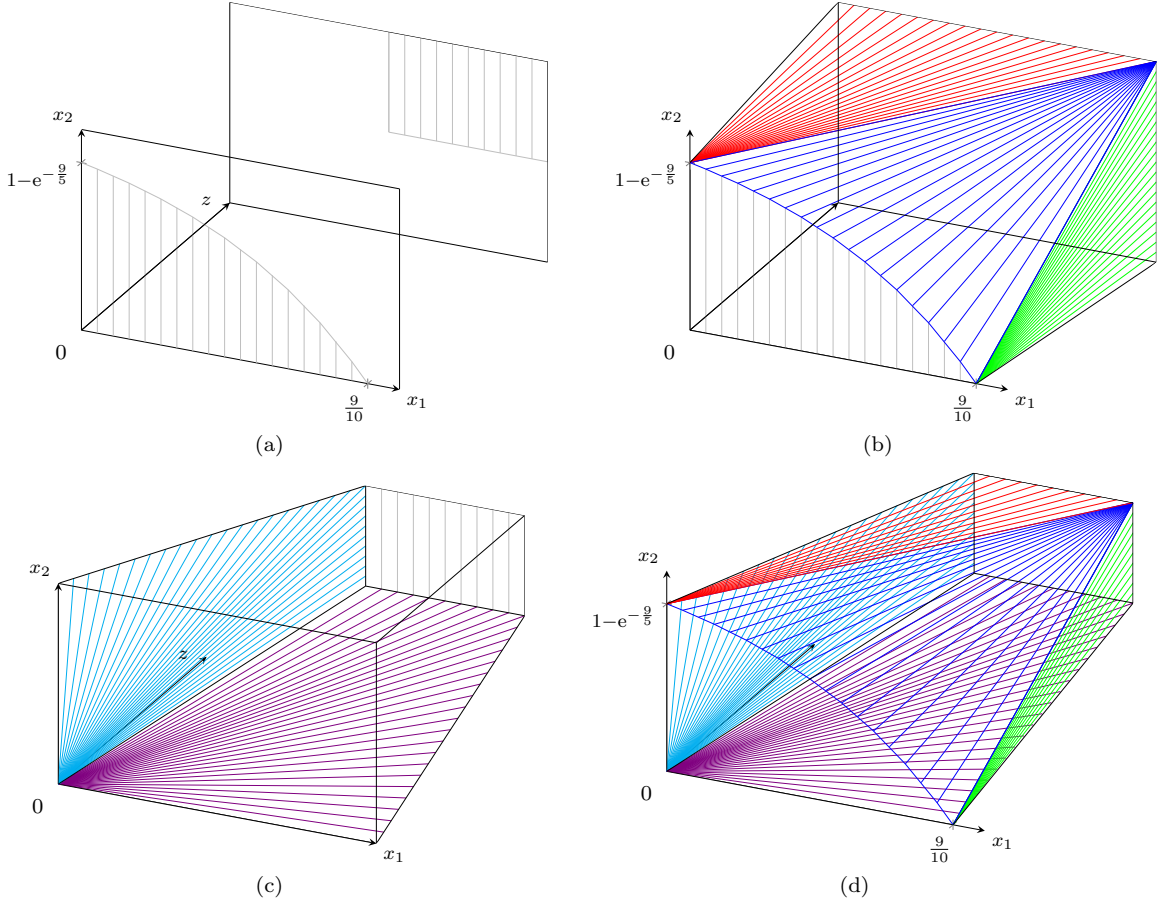 x₂
1−e^{−9/5}
z
0
9/10
x₁
(a)
x₂
1−e^{−9/5}
0
9/10
x₁
(b)
x₂
z
0
x₁
(c)
x₂
1−e^{−9/5}
z
0
9/10
x₁
(d)